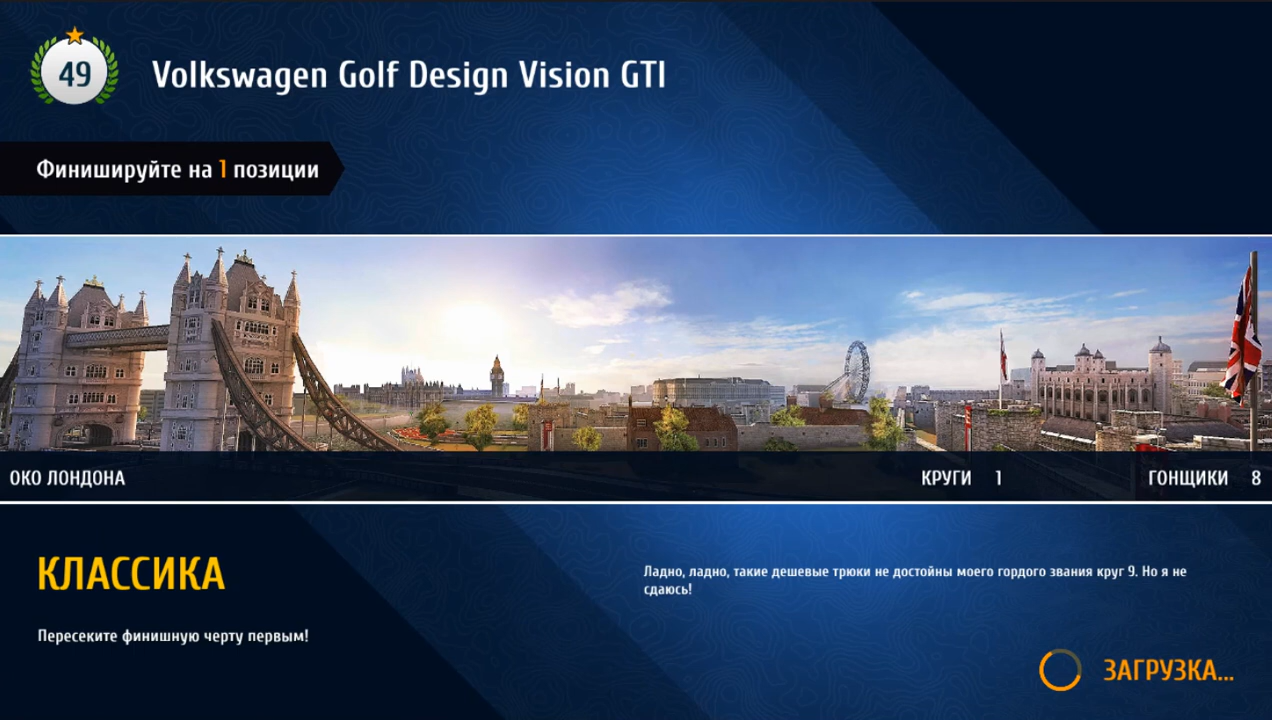 49
Volkswagen Golf Design Vision GTI
Финишируйте на 1 позиции
ОКО ЛОНДОНА
КРУГИ 1
ГОНЩИКИ 8
КЛАССИКА
Пересеките финишную черту первым!
Ладно, ладно, такие дешевые трюки не достойны моего гордого звания круг 9. Но я не
сдаюсь!
ЗАГРУЗКА...